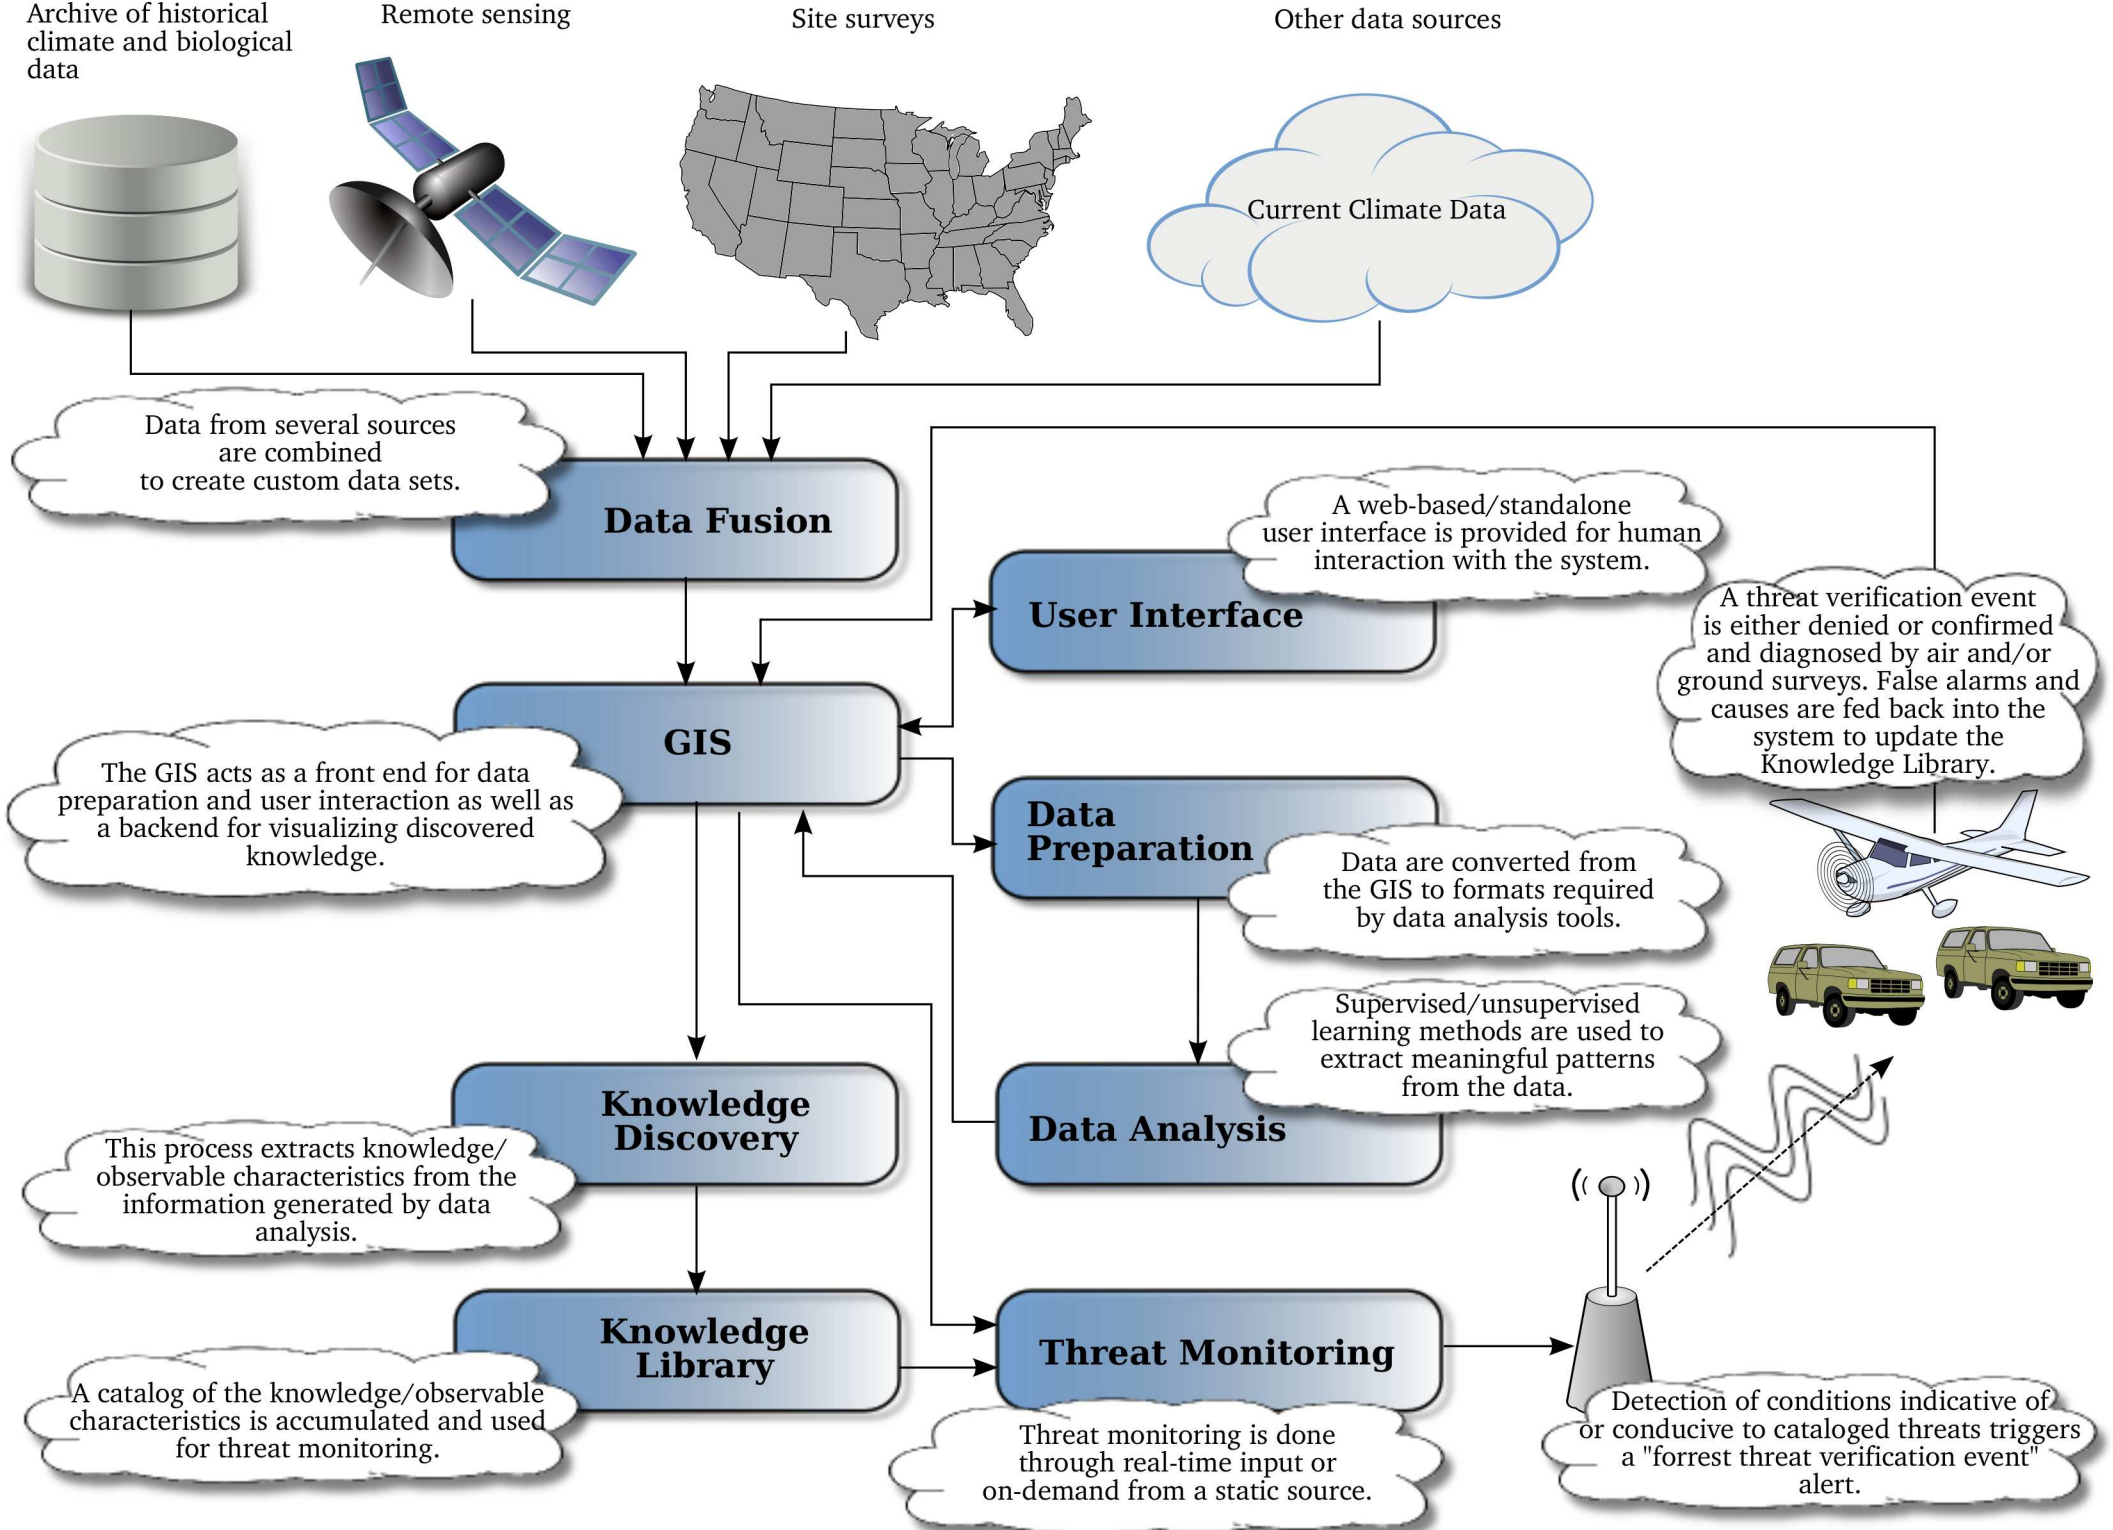 Archive of historical
climate and biological
data
Remote sensing
Site surveys
Other data sources
Current Climate Data
Data from several sources
are combined
to create custom data sets.
Data Fusion
A web-based/standalone
user interface is provided for human
interaction with the system.
User Interface
A threat verification event
is either denied or confirmed
and diagnosed by air and/or
ground surveys. False alarms and
causes are fed back into the
system to update the
Knowledge Library.
GIS
The GIS acts as a front end for data
preparation and user interaction as well as
a backend for visualizing discovered
knowledge.
Data
Preparation
Data are converted from
the GIS to formats required
by data analysis tools.
Supervised/unsupervised
learning methods are used to
extract meaningful patterns
from the data.
Data Analysis
Knowledge
Discovery
This process extracts knowledge/
observable characteristics from the
information generated by data
analysis.
Knowledge
Library
A catalog of the knowledge/observable
characteristics is accumulated and used
for threat monitoring.
Threat Monitoring
Threat monitoring is done
through real-time input or
on-demand from a static source.
Detection of conditions indicative of
or conducive to cataloged threats triggers
a "forrest threat verification event"
alert.